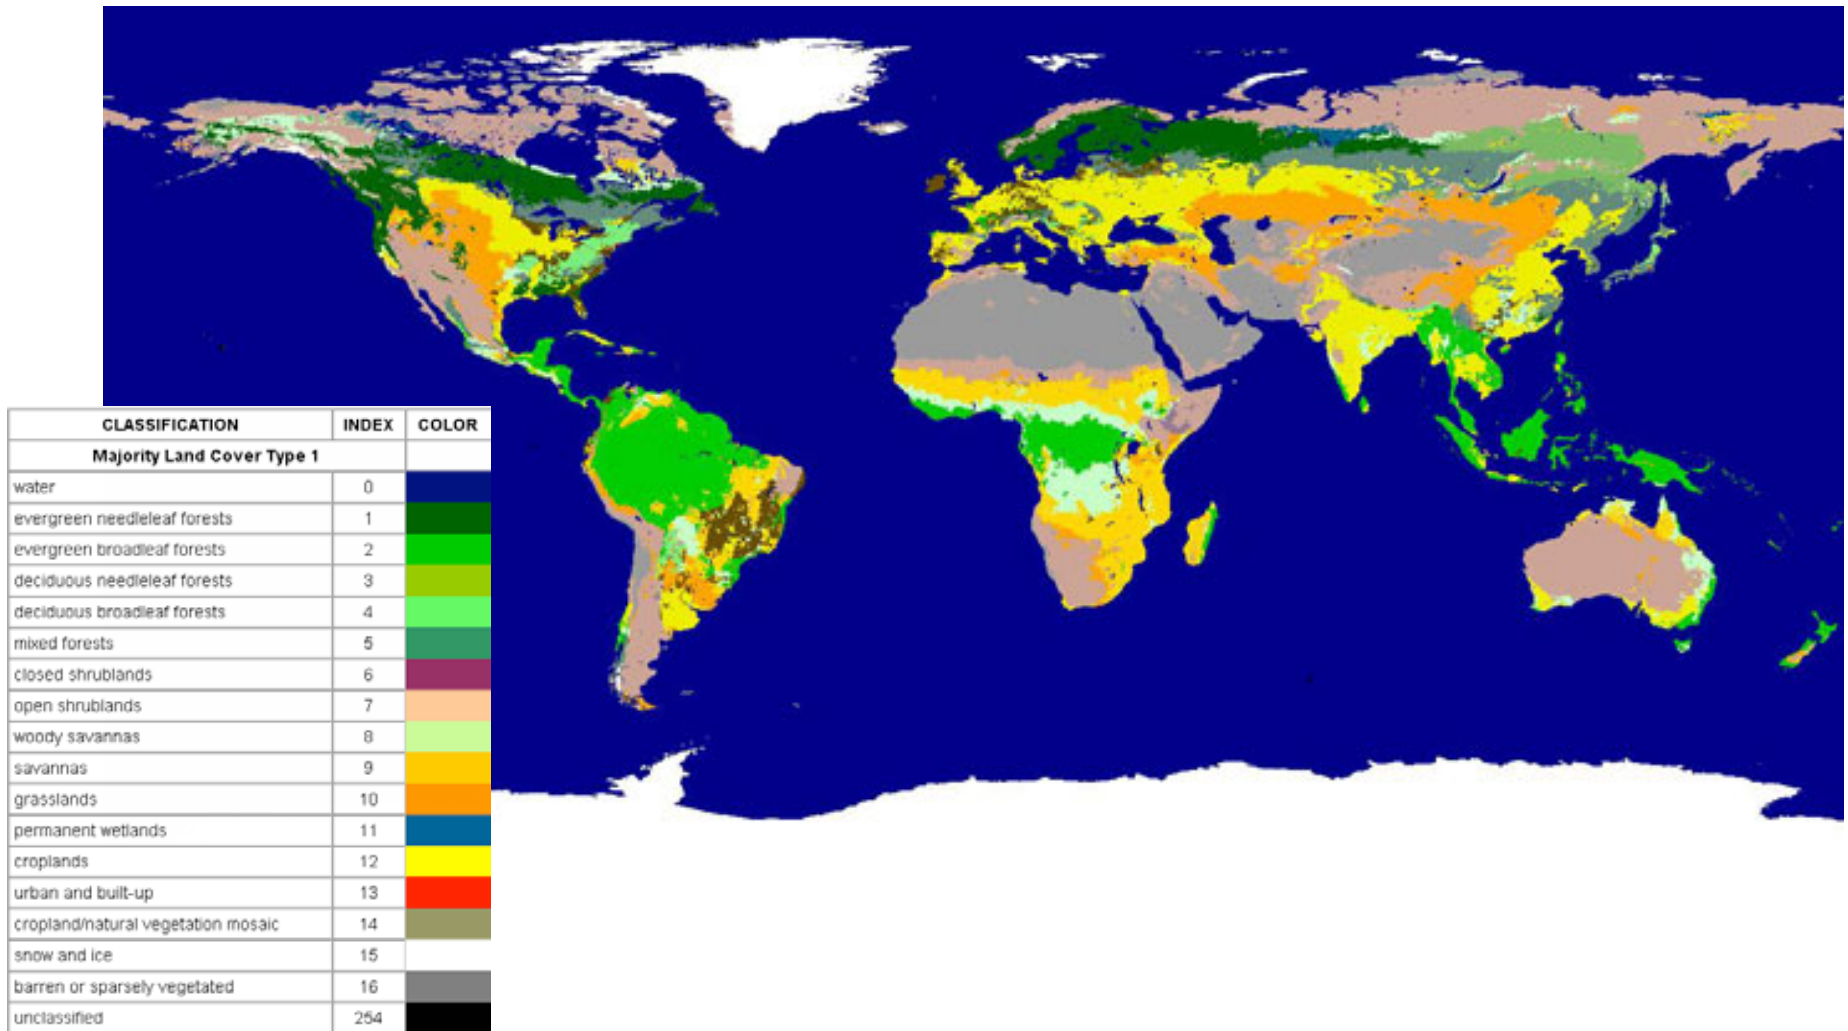 CLASSIFICATION INDEX COLOR
Majority Land Cover Type 1
water 0
evergreen needleleaf forests 1
evergreen broadleaf forests 2
deciduous needleleaf forests 3
deciduous broadleaf forests 4
mixed forests 5
closed shrublands 6
open shrublands 7
woody savannas 8
savannas 9
grasslands 10
permanent wetlands 11
croplands 12
urban and built-up 13
cropland/natural vegetation mosaic 14
snow and ice 15
barren or sparsely vegetated 16
unclassified 254